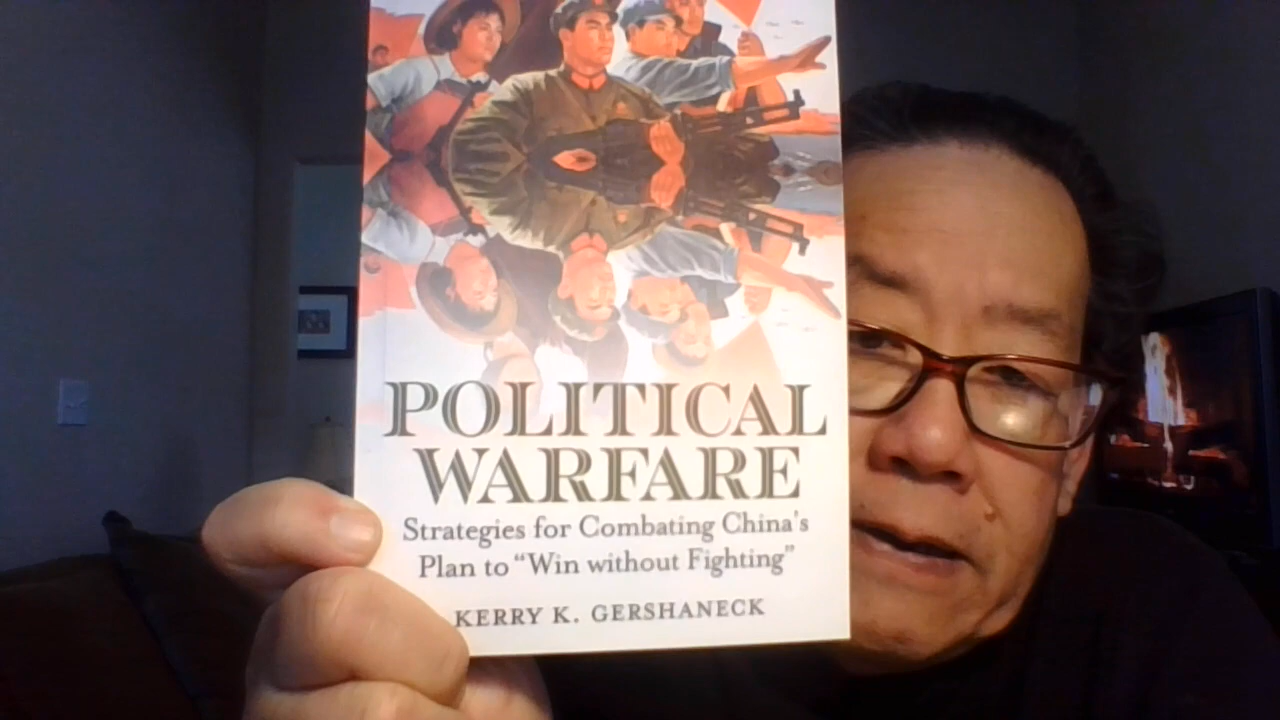 POLITICAL
WARFARE
Strategies for Combating China's
Plan to “Win without Fighting”
KERRY K. GERSHANECK